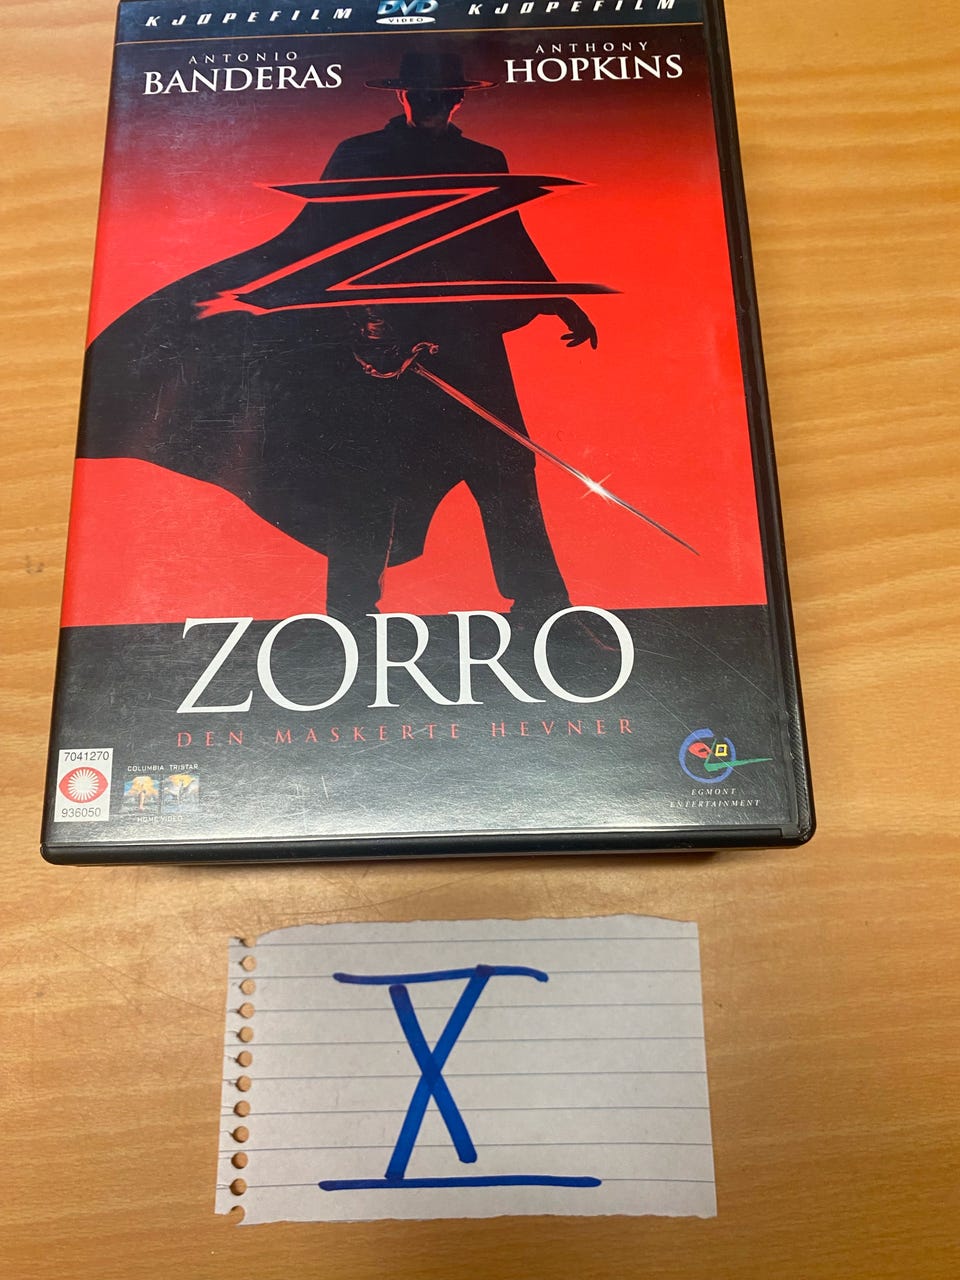 KJØPEFILM DVD VIDEO KJØPEFILM
ANTONIO BANDERAS
ANTHONY HOPKINS
Z
ZORRO
DEN MASKERTE HEVNER
7041270
936050
COLUMBIA TRISTAR
HOME VIDEO
EGMONT
ENTERTAINMENT
X